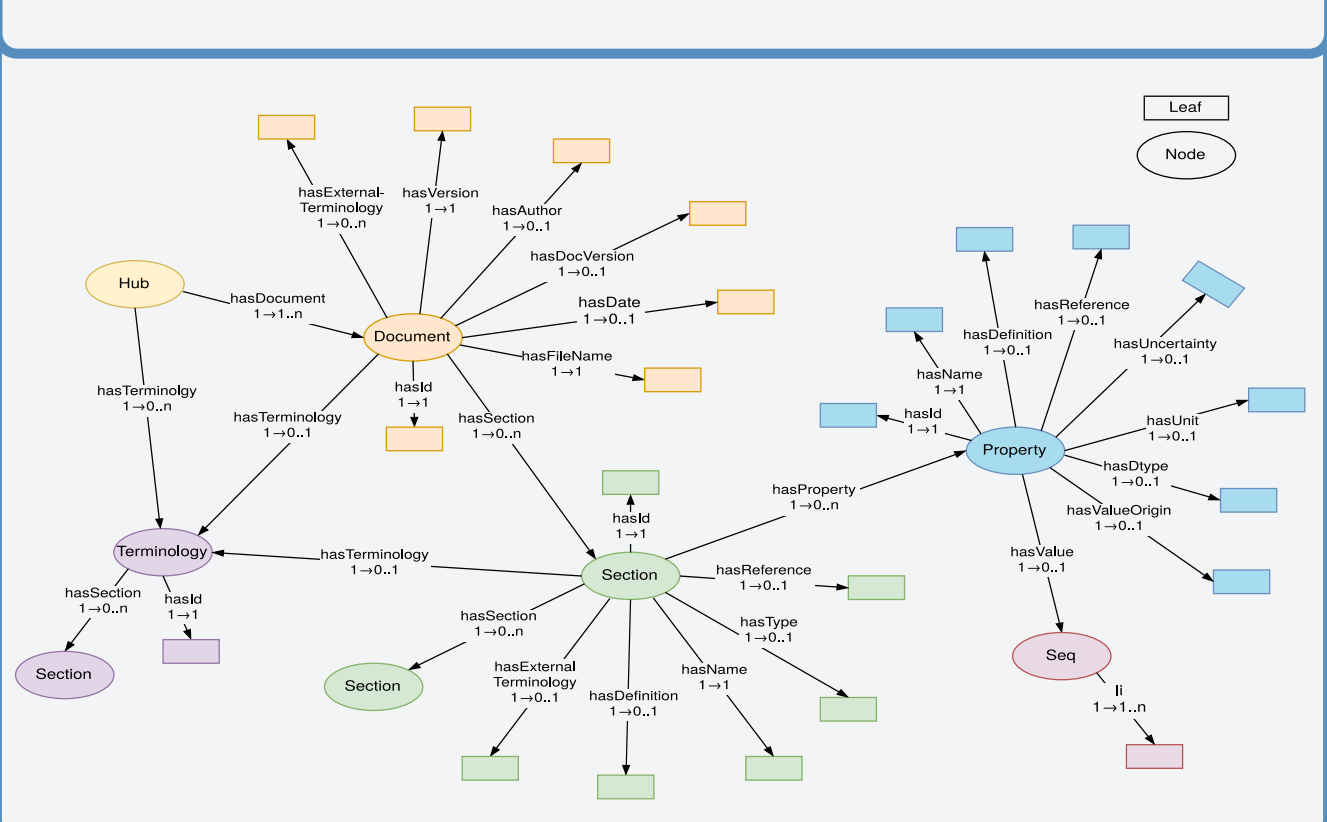 Leaf
Node
hasExternal-
Terminology
1→0..n
hasVersion
1→1
hasAuthor
1→0..1
hasDocVersion
1→0..1
hasDate
1→0..1
hasFileName
1→1
Hub
hasDocument
1→1..n
Document
hasTerminolgy
1→0..n
hasTerminology
1→0..1
hasId
1→1
hasSection
1→0..n
hasReference
1→0..1
hasDefinition
1→0..1
hasUncertainty
1→0..1
hasName
1→1
hasId
1→1
hasUnit
1→0..1
Property
hasDtype
1→0..1
hasValueOrigin
1→0..1
hasValue
1→0..1
hasProperty
1→0..n
hasId
1→1
Terminology
hasTerminology
1→0..1
Section
hasReference
1→0..1
hasSection
1→0..n
hasId
1→1
Section
hasSection
1→0..n
Section
hasExternal
Terminology
1→0..1
hasDefinition
1→0..1
hasName
1→1
hasType
1→0..1
Seq
li
1→1..n